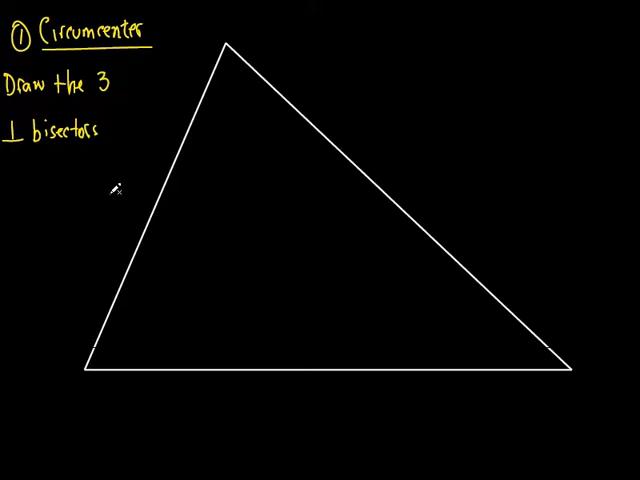 ① Circumcenter
Draw the 3
⊥ bisectors